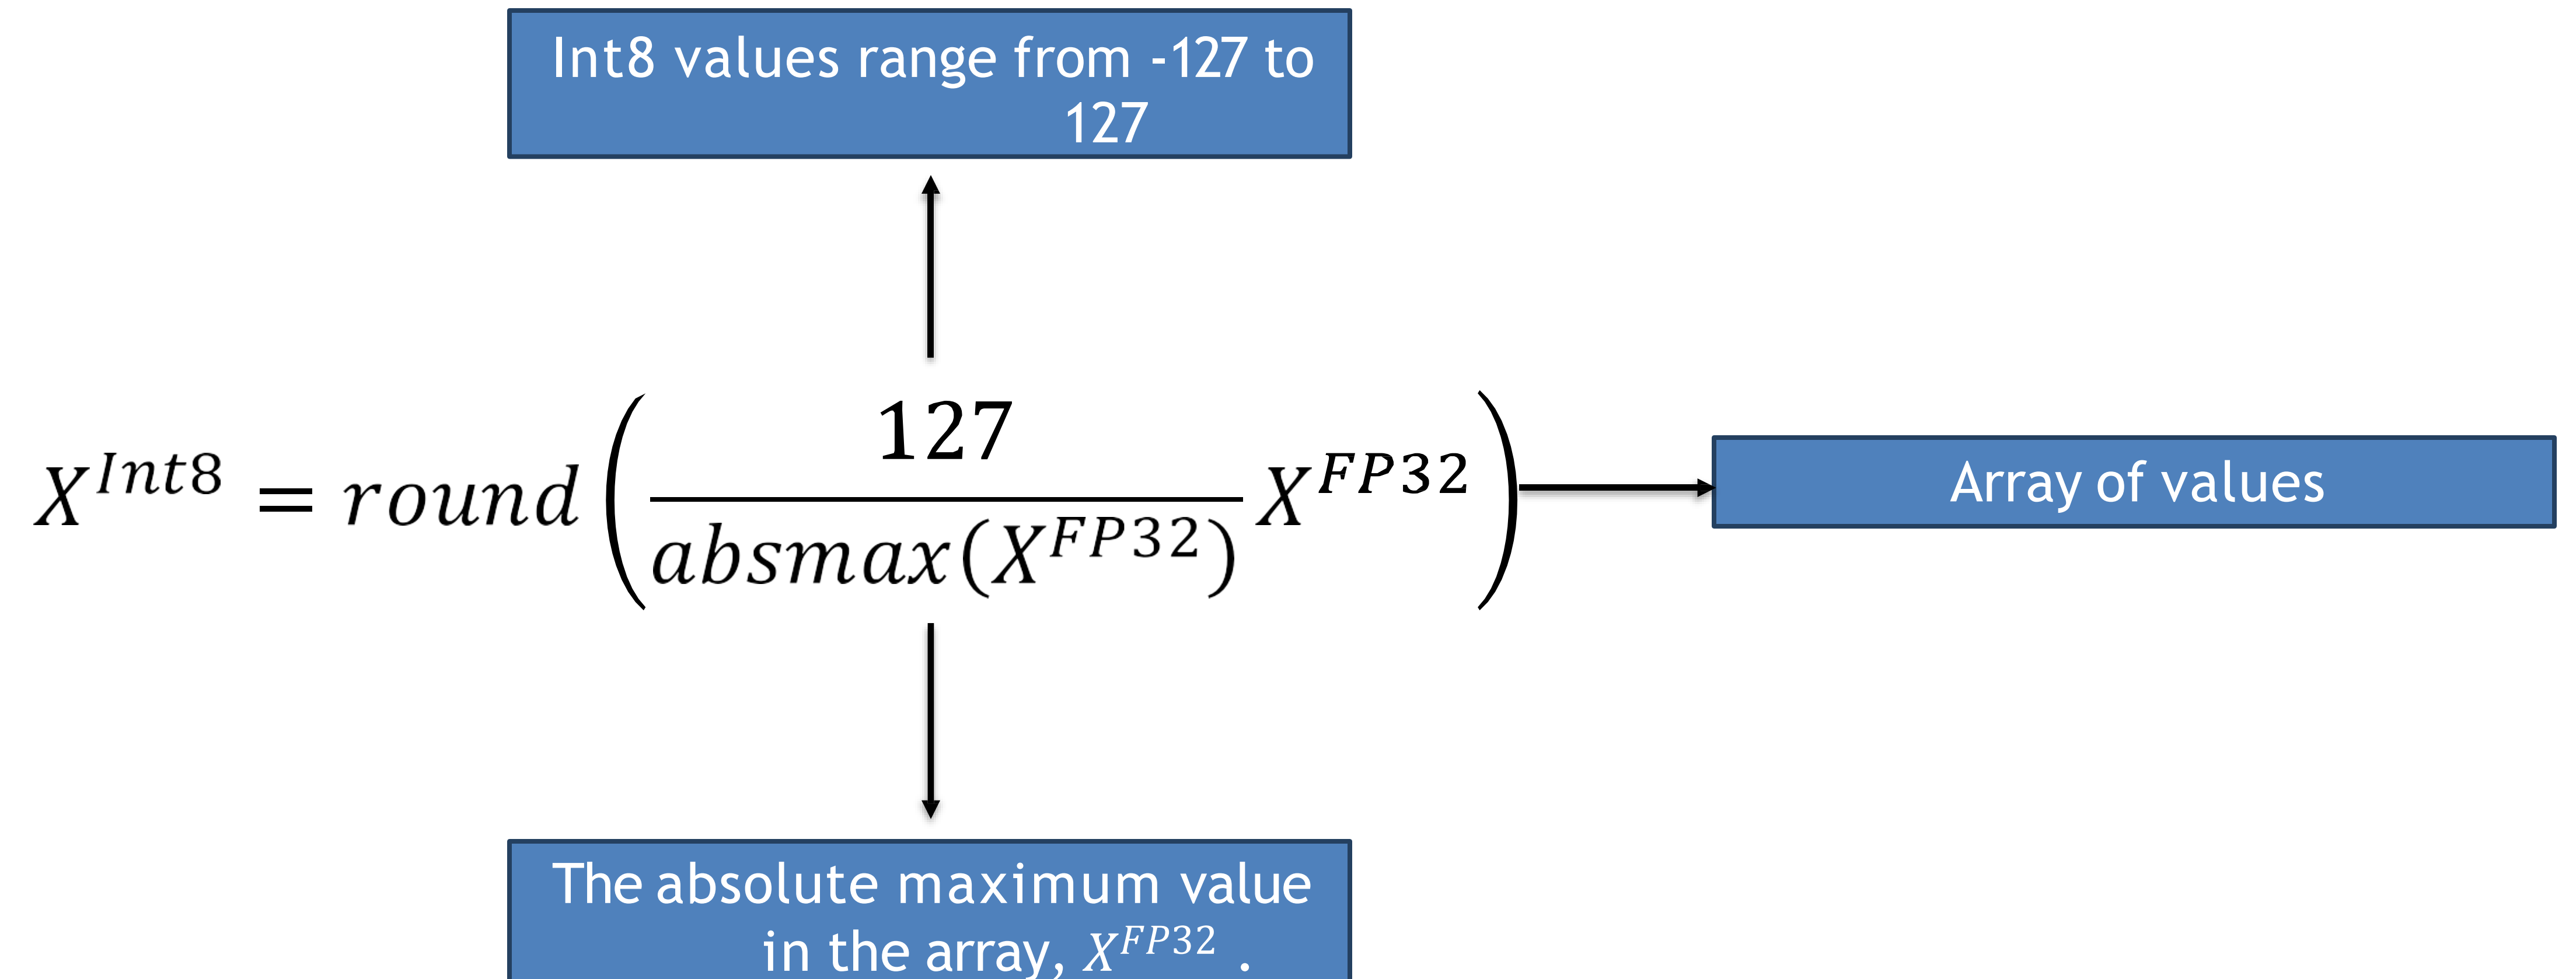 Int8 values range from -127 to
127
X^{Int8} = round ( \frac{127}{absmax(X^{FP32})} X^{FP32} )
Array of values
The absolute maximum value
in the array, X^{FP32} .